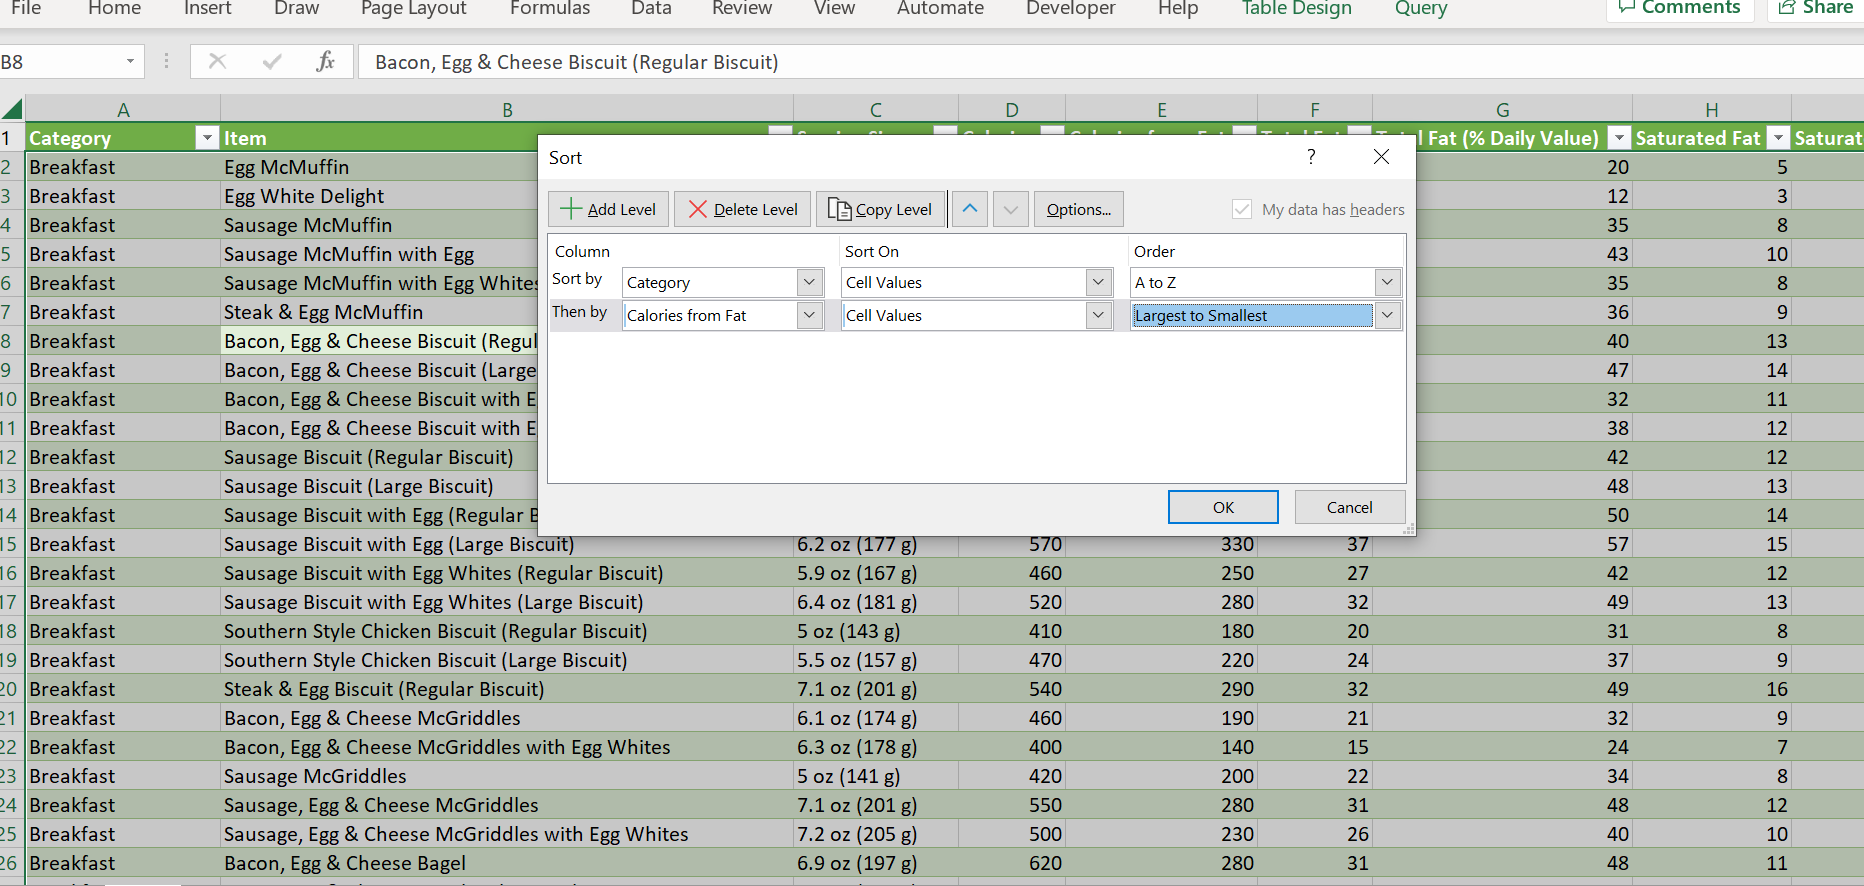 File Home Insert Draw Page Layout Formulas Data Review View Automate Developer Help Table Design Query Comments Share
B8 fx Bacon, Egg & Cheese Biscuit (Regular Biscuit)
A B C D E F G H
1 Category Item Fat (% Daily Value) Saturated Fat Saturat
Sort ?
Add Level Delete Level Copy Level Options... My data has headers
Column Sort On Order
Sort by Category Cell Values A to Z
Then by Calories from Fat Cell Values Largest to Smallest
OK Cancel
2 Breakfast Egg McMuffin 20 5
3 Breakfast Egg White Delight 12 3
4 Breakfast Sausage McMuffin 35 8
5 Breakfast Sausage McMuffin with Egg 43 10
6 Breakfast Sausage McMuffin with Egg Whites 35 8
7 Breakfast Steak & Egg McMuffin 36 9
8 Breakfast Bacon, Egg & Cheese Biscuit (Regul 40 13
9 Breakfast Bacon, Egg & Cheese Biscuit (Large 47 14
10 Breakfast Bacon, Egg & Cheese Biscuit with E 32 11
11 Breakfast Bacon, Egg & Cheese Biscuit with E 38 12
12 Breakfast Sausage Biscuit (Regular Biscuit) 42 12
13 Breakfast Sausage Biscuit (Large Biscuit) 48 13
14 Breakfast Sausage Biscuit with Egg (Regular B 50 14
15 Breakfast Sausage Biscuit with Egg (Large Biscuit) 6.2 oz (177 g) 570 330 37 57 15
16 Breakfast Sausage Biscuit with Egg Whites (Regular Biscuit) 5.9 oz (167 g) 460 250 27 42 12
17 Breakfast Sausage Biscuit with Egg Whites (Large Biscuit) 6.4 oz (181 g) 520 280 32 49 13
18 Breakfast Southern Style Chicken Biscuit (Regular Biscuit) 5 oz (143 g) 410 180 20 31 8
19 Breakfast Southern Style Chicken Biscuit (Large Biscuit) 5.5 oz (157 g) 470 220 24 37 9
20 Breakfast Steak & Egg Biscuit (Regular Biscuit) 7.1 oz (201 g) 540 290 32 49 16
21 Breakfast Bacon, Egg & Cheese McGriddles 6.1 oz (174 g) 460 190 21 32 9
22 Breakfast Bacon, Egg & Cheese McGriddles with Egg Whites 6.3 oz (178 g) 400 140 15 24 7
23 Breakfast Sausage McGriddles 5 oz (141 g) 420 200 22 34 8
24 Breakfast Sausage, Egg & Cheese McGriddles 7.1 oz (201 g) 550 280 31 48 12
25 Breakfast Sausage, Egg & Cheese McGriddles with Egg Whites 7.2 oz (205 g) 500 230 26 40 10
26 Breakfast Bacon, Egg & Cheese Bagel 6.9 oz (197 g) 620 280 31 48 11